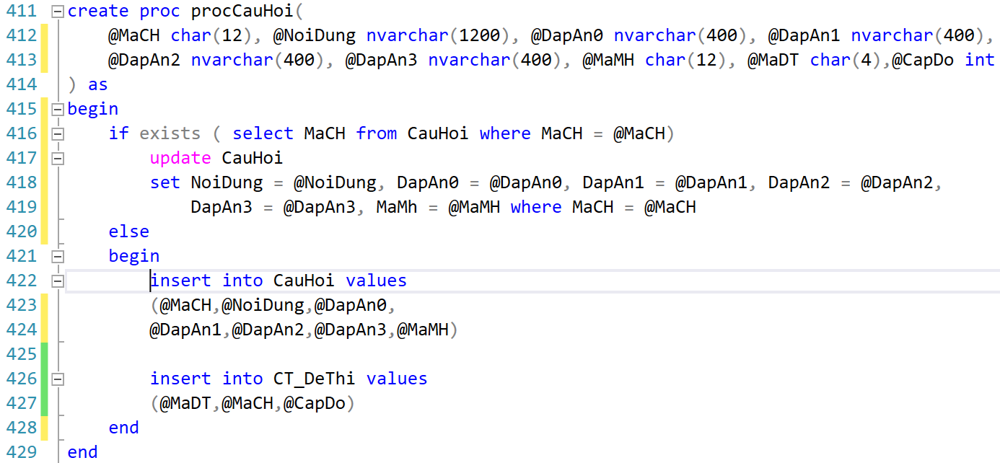 411 create proc procCauHoi(
412 @MaCH char(12), @NoiDung nvarchar(1200), @DapAn0 nvarchar(400), @DapAn1 nvarchar(400),
413 @DapAn2 nvarchar(400), @DapAn3 nvarchar(400), @MaMH char(12), @MaDT char(4),@CapDo int
414 ) as
415 begin
416 if exists ( select MaCH from CauHoi where MaCH = @MaCH)
417 update CauHoi
418 set NoiDung = @NoiDung, DapAn0 = @DapAn0, DapAn1 = @DapAn1, DapAn2 = @DapAn2,
419 DapAn3 = @DapAn3, MaMh = @MaMH where MaCH = @MaCH
420 else
421 begin
422 insert into CauHoi values
423 (@MaCH,@NoiDung,@DapAn0,
424 @DapAn1,@DapAn2,@DapAn3,@MaMH)
425
426 insert into CT_DeThi values
427 (@MaDT,@MaCH,@CapDo)
428 end
429 end